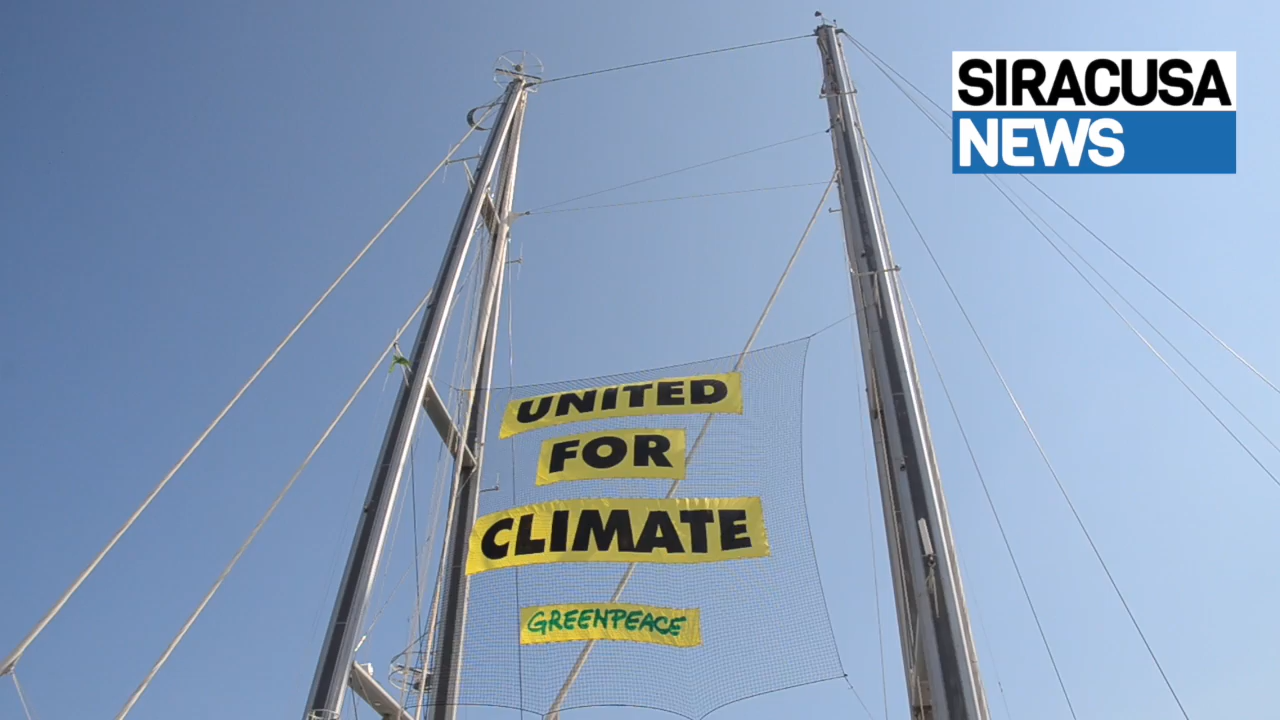 SIRACUSA
NEWS
UNITED
FOR
CLIMATE
GREENPEACE